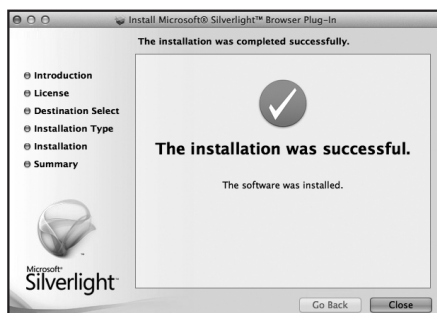 Install Microsoft® Silverlight™ Browser Plug-In
The installation was completed successfully.
Introduction
License
Destination Select
Installation Type
Installation
Summary
The installation was successful.
The software was installed.
Microsoft®
Silverlight™
Go Back
Close